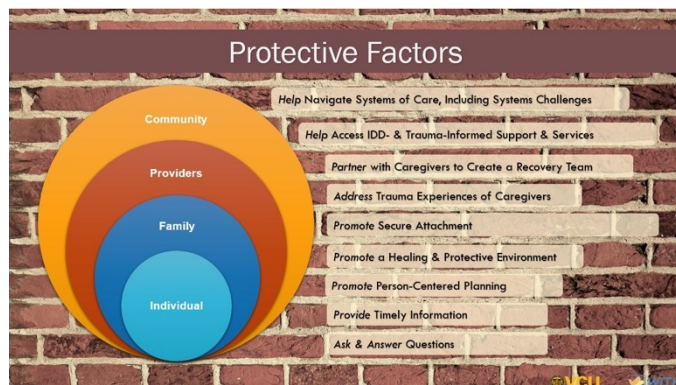 Protective Factors
Community
Providers
Family
Individual
Help Navigate Systems of Care, Including Systems Challenges
Help Access IDD- & Trauma-Informed Support & Services
Partner with Caregivers to Create a Recovery Team
Address Trauma Experiences of Caregivers
Promote Secure Attachment
Promote a Healing & Protective Environment
Promote Person-Centered Planning
Provide Timely Information
Ask & Answer Questions
VCU